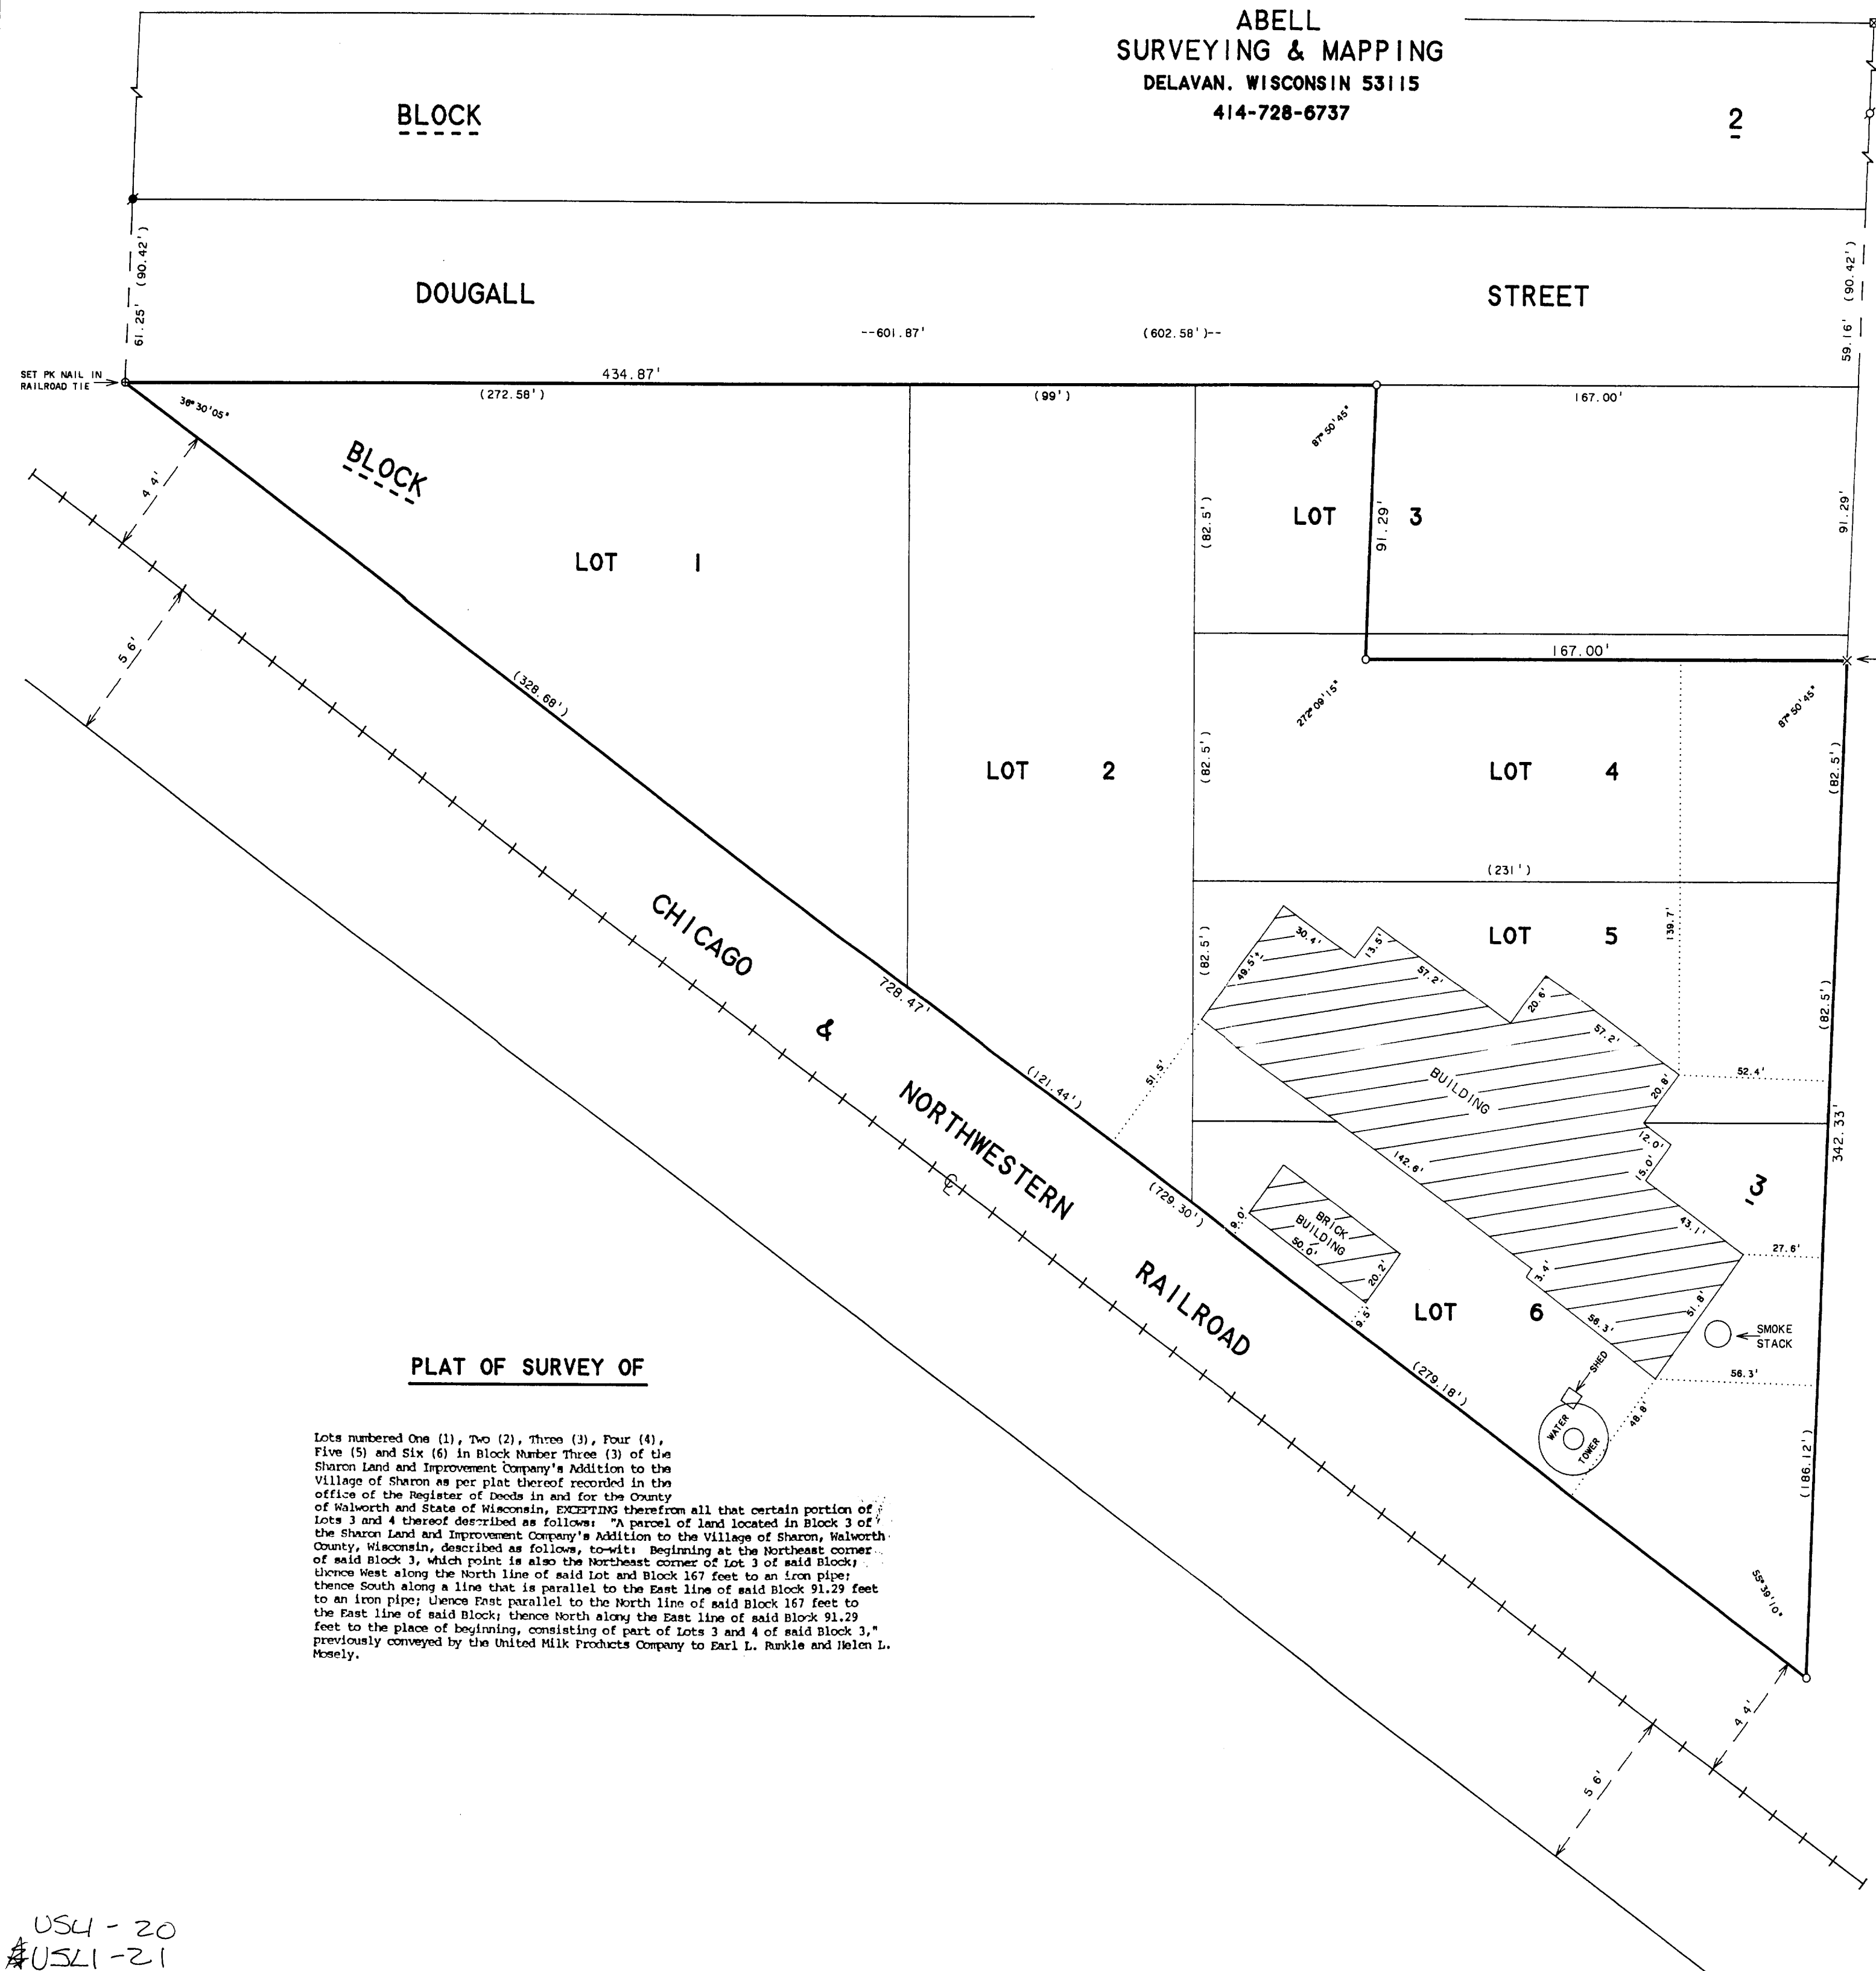 ABELL
SURVEYING & MAPPING
DELAVAN. WISCONSIN 53115
414-728-6737
BLOCK
2
61.25' (90.42')
59.16' (90.42')
DOUGALL
STREET
--601.87'
(602.58')--
SET PK NAIL IN
RAILROAD TIE
434.87'
(272.58')
(99')
167.00'
36°30'05"
87°50'45"
BLOCK
44'
LOT 1
(82.5')
LOT 3
91.29'
91.29'
56'
167.00'
(328.68')
272°09'15"
87°50'45"
LOT 2
(82.5')
LOT 4
(82.5')
(231')
CHICAGO
&
NORTHWESTERN
RAILROAD
℄
728.47'
(82.5')
LOT 5
139.7'
30.4'
13.5'
49.5'±
57.2'
20.6'
57.2'
(82.5')
BUILDING
20.8'
52.4'
51.5'
(121.44')
342.33'
12.0'
15.0'
142.6'
43.1'
3
27.6'
(729.30')
9.0'
BRICK
BUILDING
50.0'
20.2'
9.5'
3.4'
LOT 6
56.3'
51.8'
SMOKE
STACK
SHED
56.3'
(279.18')
WATER
TOWER
48.8'
(186.12')
55°39'10"
44'
56'
PLAT OF SURVEY OF
Lots numbered One (1), Two (2), Three (3), Four (4),
Five (5) and Six (6) in Block Number Three (3) of the
Sharon Land and Improvement Company's Addition to the
Village of Sharon as per plat thereof recorded in the
office of the Register of Deeds in and for the County
of Walworth and State of Wisconsin, EXCEPTING therefrom all that certain portion of
Lots 3 and 4 thereof described as follows: "A parcel of land located in Block 3 of
the Sharon Land and Improvement Company's Addition to the Village of Sharon, Walworth
County, Wisconsin, described as follows, to-wit: Beginning at the Northeast corner
of said Block 3, which point is also the Northeast corner of Lot 3 of said Block;
thence West along the North line of said Lot and Block 167 feet to an iron pipe;
thence South along a line that is parallel to the East line of said Block 91.29 feet
to an iron pipe; thence East parallel to the North line of said Block 167 feet to
the East line of said Block; thence North along the East line of said Block 91.29
feet to the place of beginning, consisting of part of Lots 3 and 4 of said Block 3,"
previously conveyed by the United Milk Products Company to Earl L. Runkle and Helen L.
Mosely.
USLI - 20
USLI - 21